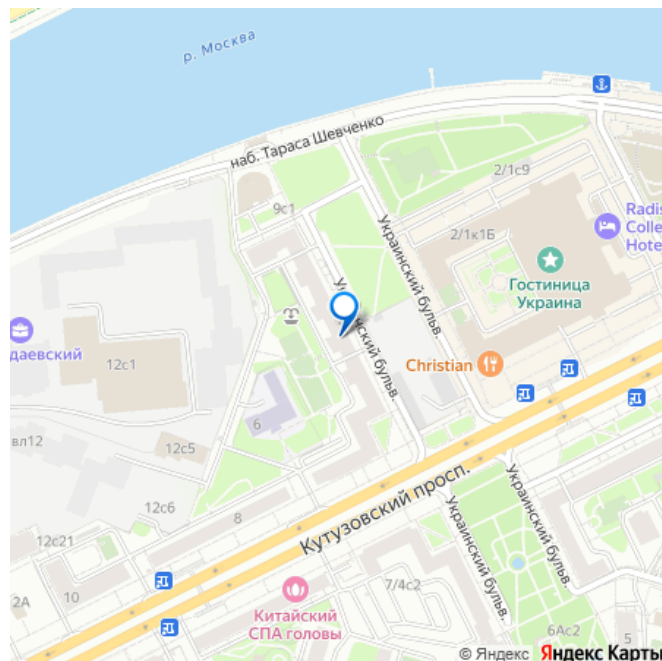 р. Москва
наб. Тараса Шевченко
2/1с9
9с1
Radis
Colle
Hote
2/1к1Б
Украинский бульв.
Гостиница
Украина
Украинский бульв.
Christian
даевский
12с1
6
вл12
12с5
12с6
8
Кутузовский просп.
12с21
Украинский бульв.
Украинский бульв.
10
2А
7/4с2
Китайский
СПА головы
6Ас2
5
© Яндекс Яндекс Карты